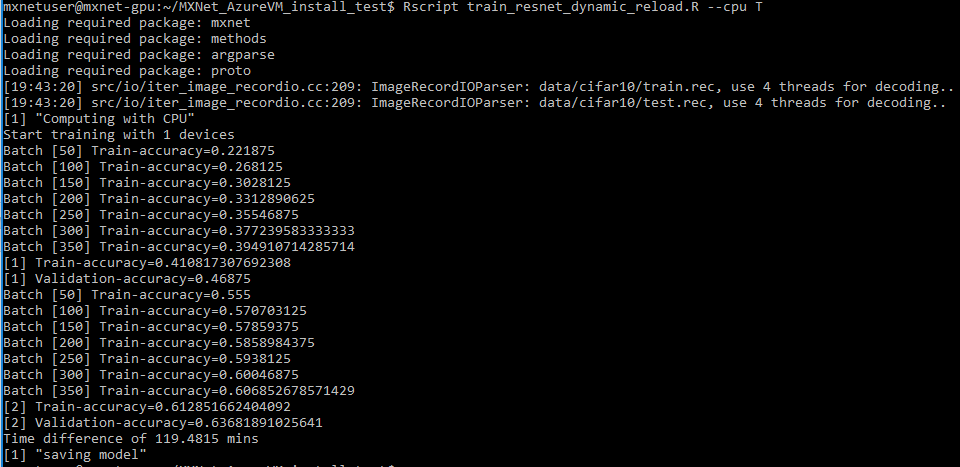 mxnetuser@mxnet-gpu:~/MXNet_AzureVM_install_test$ Rscript train_resnet_dynamic_reload.R --cpu T
Loading required package: mxnet
Loading required package: methods
Loading required package: argparse
Loading required package: proto
[19:43:20] src/io/iter_image_recordio.cc:209: ImageRecordIOParser: data/cifar10/train.rec, use 4 threads for decoding..
[19:43:20] src/io/iter_image_recordio.cc:209: ImageRecordIOParser: data/cifar10/test.rec, use 4 threads for decoding..
[1] "Computing with CPU"
Start training with 1 devices
Batch [50] Train-accuracy=0.221875
Batch [100] Train-accuracy=0.268125
Batch [150] Train-accuracy=0.3028125
Batch [200] Train-accuracy=0.3312890625
Batch [250] Train-accuracy=0.35546875
Batch [300] Train-accuracy=0.377239583333333
Batch [350] Train-accuracy=0.394910714285714
[1] Train-accuracy=0.410817307692308
[1] Validation-accuracy=0.46875
Batch [50] Train-accuracy=0.555
Batch [100] Train-accuracy=0.570703125
Batch [150] Train-accuracy=0.57859375
Batch [200] Train-accuracy=0.5858984375
Batch [250] Train-accuracy=0.5938125
Batch [300] Train-accuracy=0.60046875
Batch [350] Train-accuracy=0.606852678571429
[2] Train-accuracy=0.612851662404092
[2] Validation-accuracy=0.63681891025641
Time difference of 119.4815 mins
[1] "saving model"